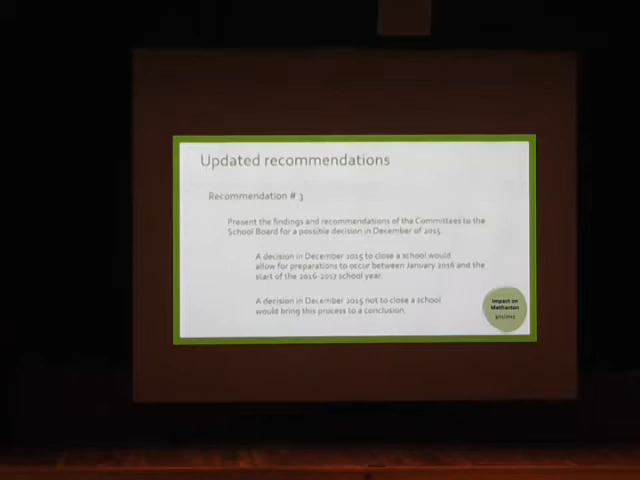 Updated recommendations
Recommendation # 3
Present the findings and recommendations of the Committees to the
School Board for a possible decision in December of 2015.
A decision in December 2015 to close a school would
allow for preparations to occur between January 2016 and the
start of the 2016-2017 school year.
A decision in December 2015 not to close a school
would bring this process to a conclusion.
Impact on